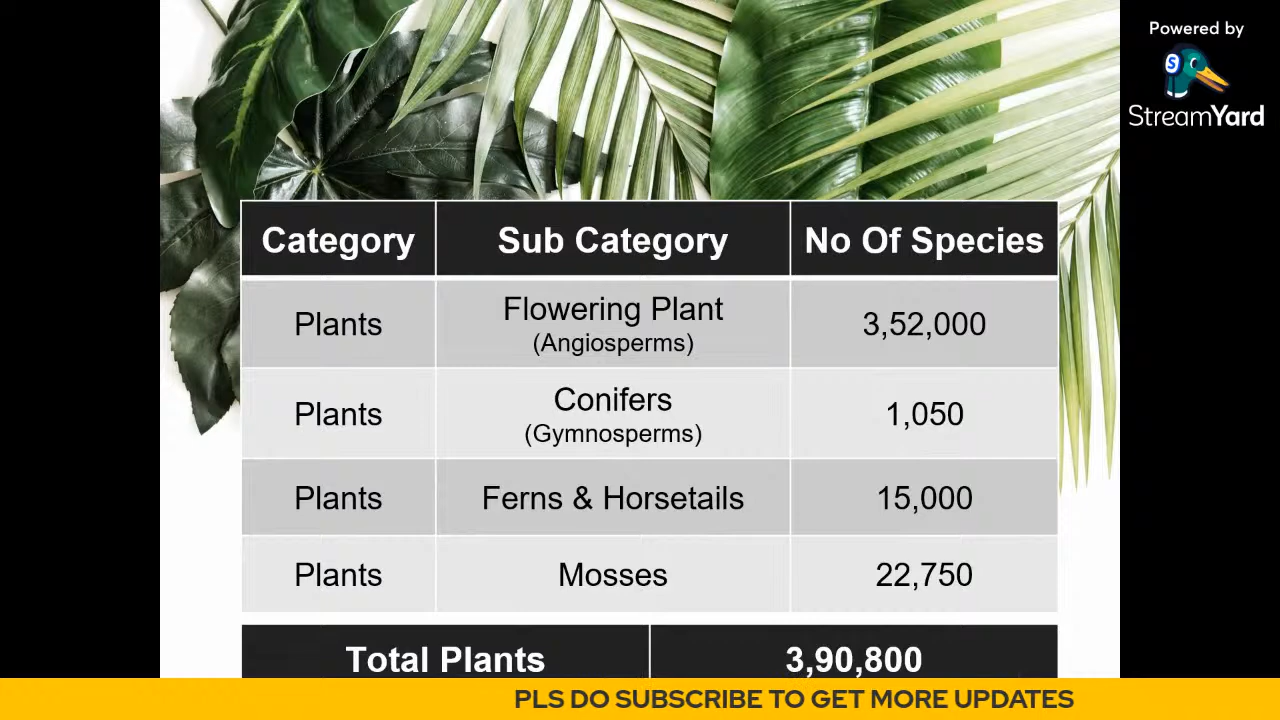 Powered by
StreamYard
Category Sub Category No Of Species
Plants Flowering Plant (Angiosperms) 3,52,000
Plants Conifers (Gymnosperms) 1,050
Plants Ferns & Horsetails 15,000
Plants Mosses 22,750
Total Plants 3,90,800
PLS DO SUBSCRIBE TO GET MORE UPDATES